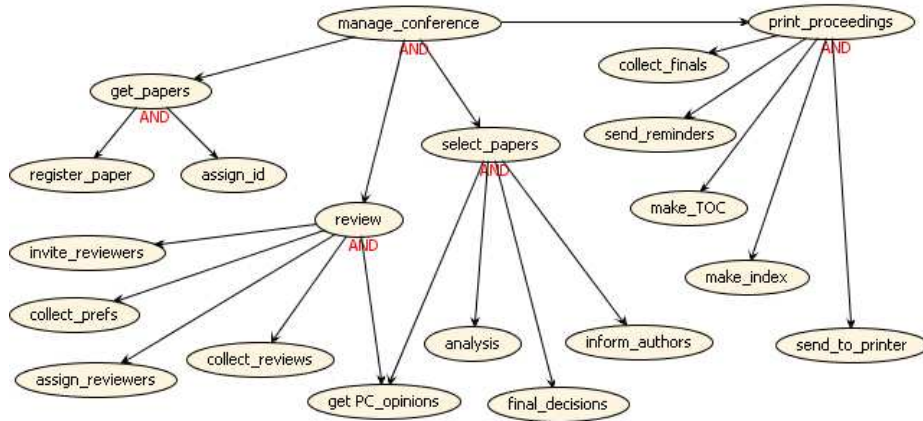 manage_conference
AND
print_proceedings
AND
collect_finals
get_papers
AND
send_reminders
select_papers
AND
register_paper
assign_id
make_TOC
review
AND
invite_reviewers
make_index
collect_prefs
analysis
inform_authors
send_to_printer
collect_reviews
assign_reviewers
get PC_opinions
final_decisions